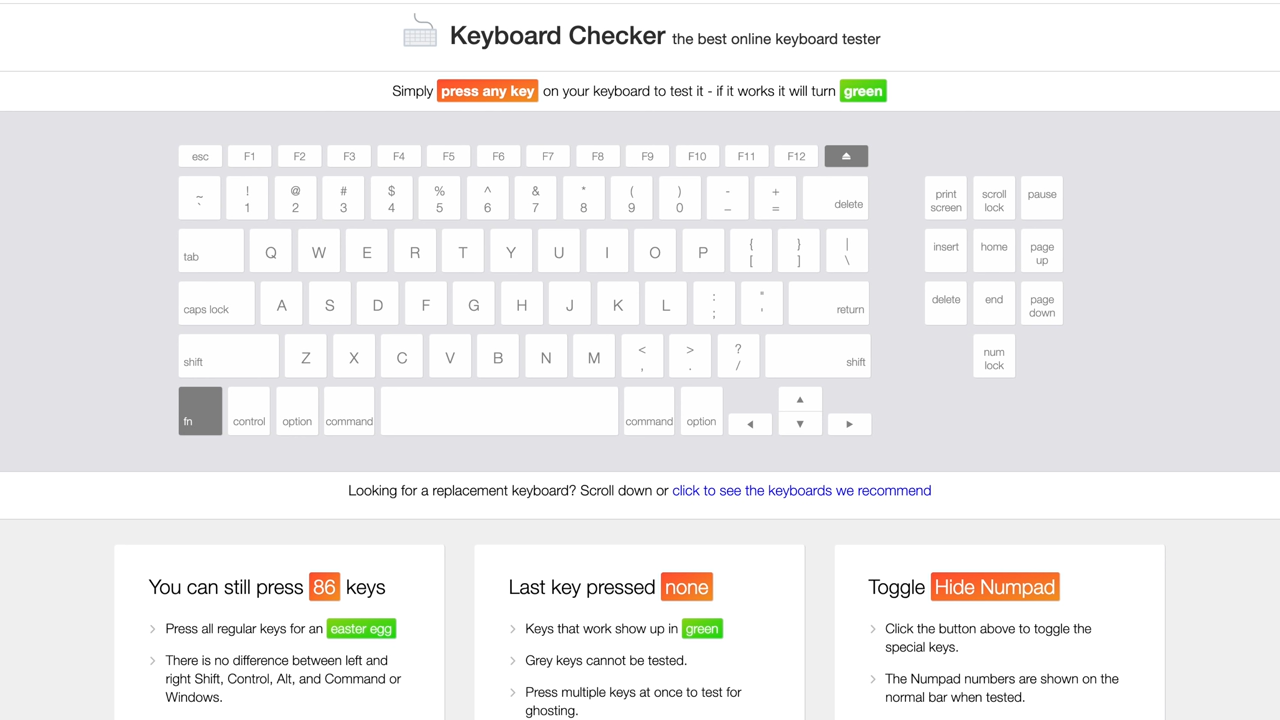 Keyboard Checker the best online keyboard tester
Simply press any key on your keyboard to test it - if it works it will turn green
esc F1 F2 F3 F4 F5 F6 F7 F8 F9 F10 F11 F12
~ ! @ # $ % ^ & * ( ) - + print scroll pause
` 1 2 3 4 5 6 7 8 9 0 _ = delete screen lock
tab Q W E R T Y U I O P { } | insert home page
[ ] \ up
caps lock A S D F G H J K L : " return delete end page
; ' down
shift Z X C V B N M < > ? shift num
, . / lock
fn control option command command option ◀ ▲ ▼ ▶
Looking for a replacement keyboard? Scroll down or click to see the keyboards we recommend
You can still press 86 keys
Press all regular keys for an easter egg
There is no difference between left and
right Shift, Control, Alt, and Command or
Windows.
Last key pressed none
Keys that work show up in green
Grey keys cannot be tested.
Press multiple keys at once to test for
ghosting.
Toggle Hide Numpad
Click the button above to toggle the
special keys.
The Numpad numbers are shown on the
normal bar when tested.